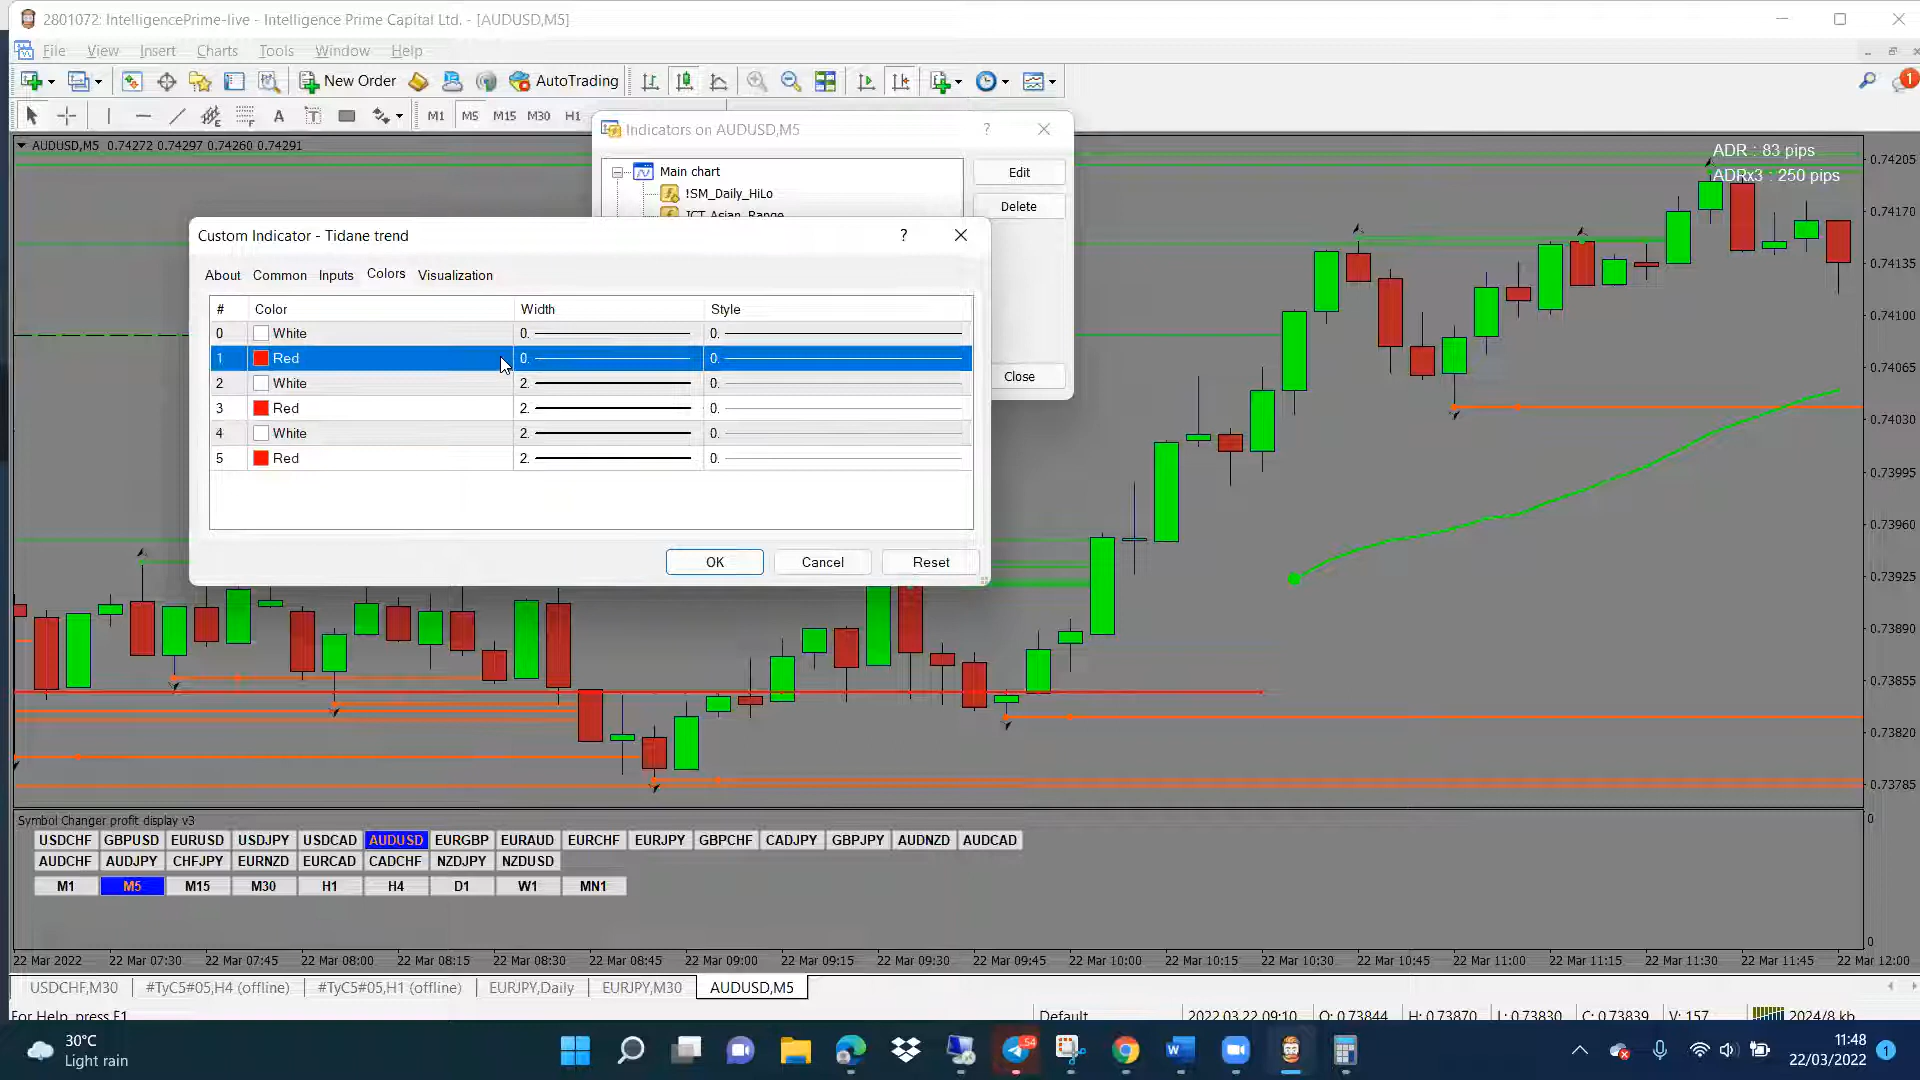 2801072: IntelligencePrime-live - Intelligence Prime Capital Ltd. - [AUDUSD,M5]
File View Insert Charts Tools Window Help
New Order AutoTrading
A T M1 M5 M15 M30 H1
AUDUSD,M5 0.74272 0.74297 0.74260 0.74291
ADR : 83 pips
ADRx3 : 250 pips
Indicators on AUDUSD,M5 ?
Main chart
!SM_Daily_HiLo
ICT_Asian_Range
Edit
Delete
Close
Custom Indicator - Tidane trend ?
About Common Inputs Colors Visualization
# Color Width Style
0 White 0. 0.
1 Red 0. 0.
2 White 2. 0.
3 Red 2. 0.
4 White 2. 0.
5 Red 2. 0.
OK Cancel Reset
0.74205
0.74170
0.74135
0.74100
0.74065
0.74030
0.73995
0.73960
0.73925
0.73890
0.73855
0.73820
0.73785
Symbol Changer profit display v3
USDCHF GBPUSD EURUSD USDJPY USDCAD AUDUSD EURGBP EURAUD EURCHF EURJPY GBPCHF CADJPY GBPJPY AUDNZD AUDCAD
AUDCHF AUDJPY CHFJPY EURNZD EURCAD CADCHF NZDJPY NZDUSD
M1 M5 M15 M30 H1 H4 D1 W1 MN1
0
0
22 Mar 2022 22 Mar 07:30 22 Mar 07:45 22 Mar 08:00 22 Mar 08:15 22 Mar 08:30 22 Mar 08:45 22 Mar 09:00 22 Mar 09:15 22 Mar 09:30 22 Mar 09:45 22 Mar 10:00 22 Mar 10:15 22 Mar 10:30 22 Mar 10:45 22 Mar 11:00 22 Mar 11:15 22 Mar 11:30 22 Mar 11:45 22 Mar 12:00
USDCHF,M30 #TyC5#05,H4 (offline) #TyC5#05,H1 (offline) EURJPY,Daily EURJPY,M30 AUDUSD,M5
For Help, press F1 Default 2022.03.22 09:10 O: 0.73844 H: 0.73870 L: 0.73830 C: 0.73839 V: 157 2024/8 kb
30°C
Light rain
54
11:48
22/03/2022
1
1